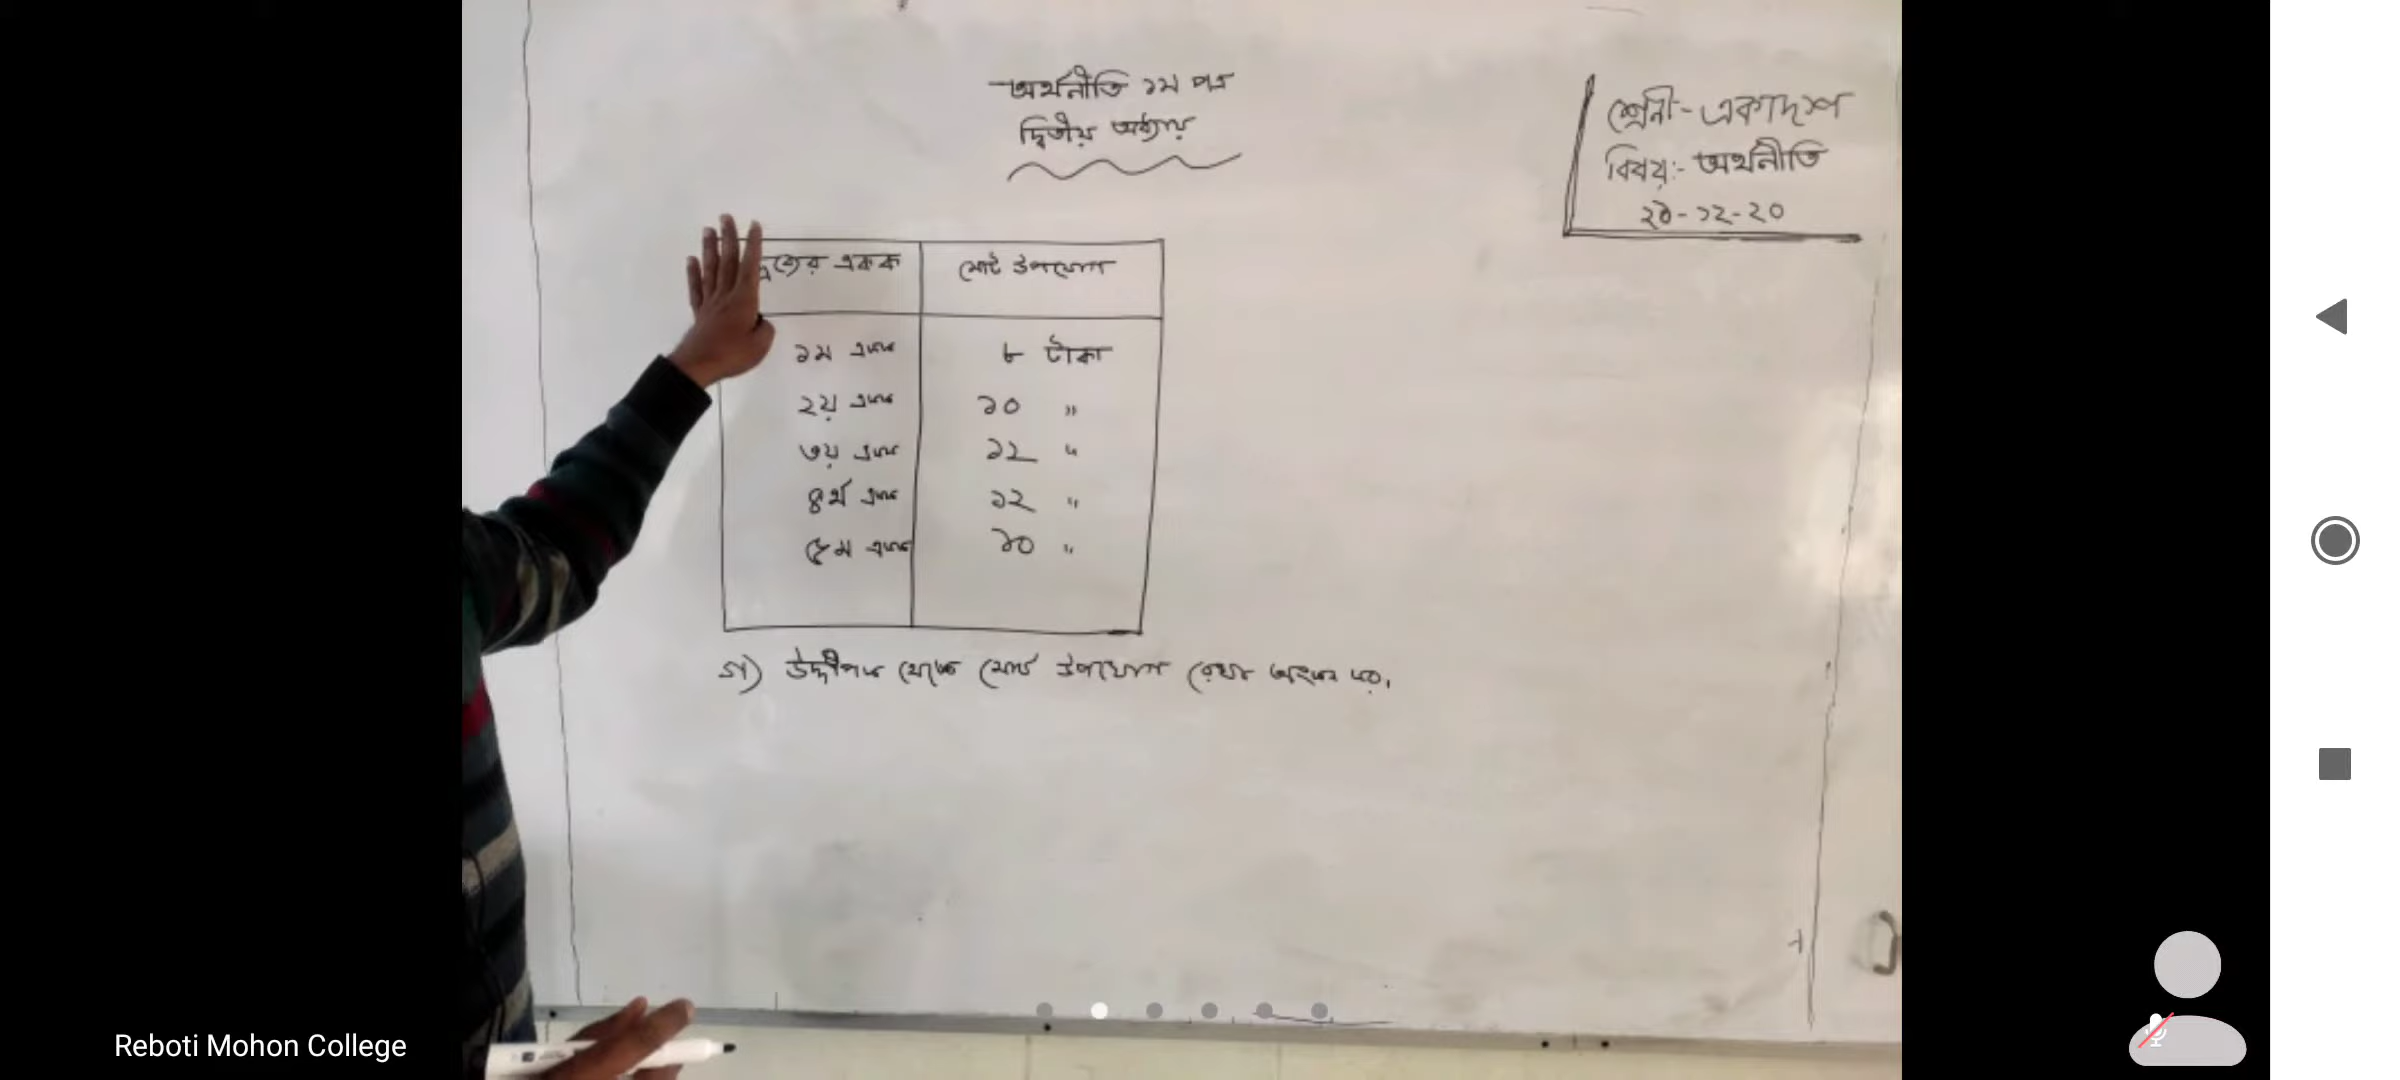 অর্থনীতি ১ম পত্র
দ্বিতীয় অধ্যায়
শ্রেনী - একাদশ
বিষয়:- অর্থনীতি
২৯-১২-২০
দ্রব্যের একক মোট উপযোগ
১ম একক ৮ টাকা
২য় একক ১০ "
৩য় একক ১২ "
৪র্থ একক ১২ "
৫ম একক ১০ "
গ) উদ্দীপক থেকে মোট উপযোগ রেখা অংকন কর।
Reboti Mohon College